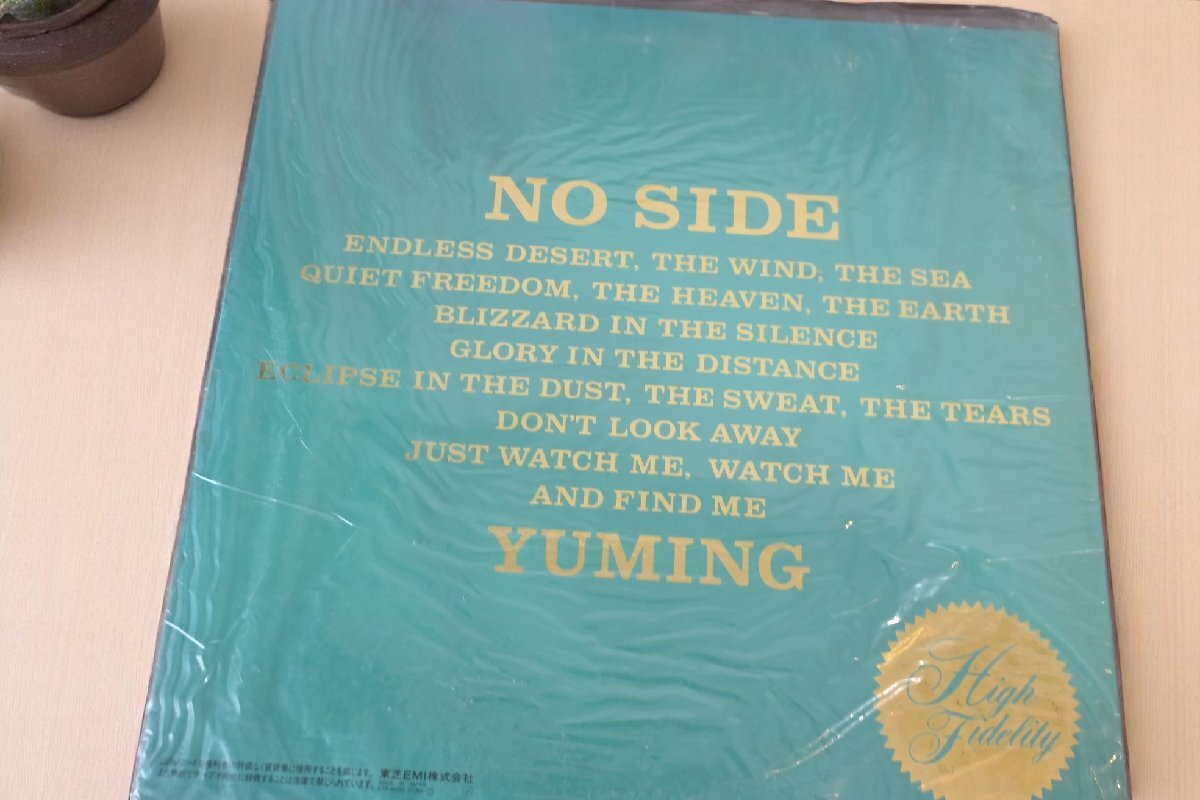 NO SIDE
ENDLESS DESERT, THE WIND, THE SEA
QUIET FREEDOM, THE HEAVEN, THE EARTH
BLIZZARD IN THE SILENCE
GLORY IN THE DISTANCE
ECLIPSE IN THE DUST, THE SWEAT, THE TEARS
DON'T LOOK AWAY
JUST WATCH ME, WATCH ME
AND FIND ME
YUMING
High
Fidelity
東芝EMI株式会社